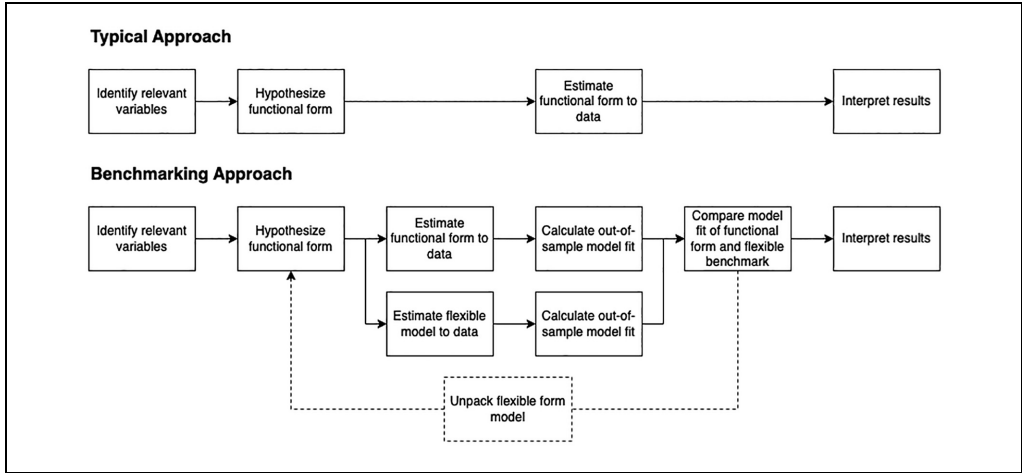 Typical Approach
Identify relevant
variables
Hypothesize
functional form
Estimate
functional form to
data
Interpret results
Benchmarking Approach
Identify relevant
variables
Hypothesize
functional form
Estimate
functional form to
data
Calculate out-of-
sample model fit
Compare model
fit of functional
form and flexible
benchmark
Interpret results
Estimate flexible
model to data
Calculate out-of-
sample model fit
Unpack flexible form
model